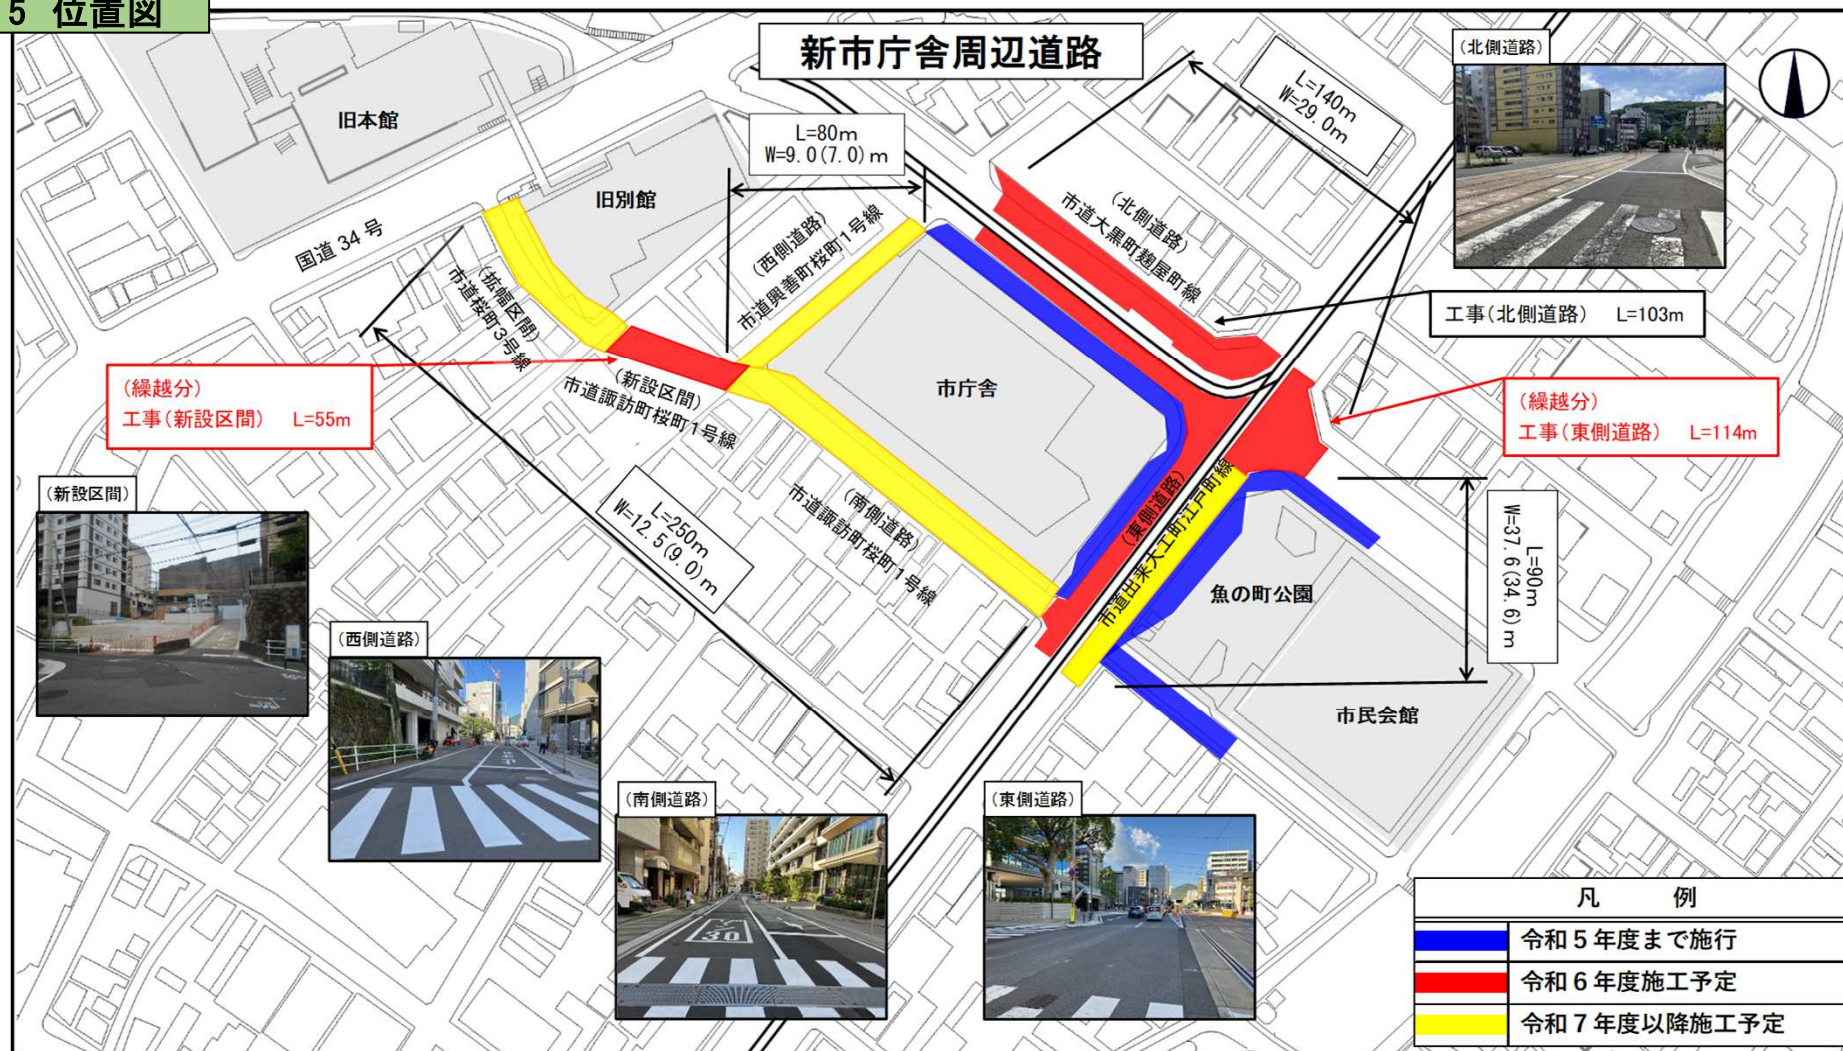 5 位置図
新市庁舎周辺道路
(北側道路)
L=140m
W=29.0m
旧本館
L=80m
W=9.0(7.0)m
旧別館
国道34号
(西側道路)
市道興善町桜町1号線
(北側道路)
市道大黒町麹屋町線
(拡幅区間)
市道桜町3号線
工事(北側道路) L=103m
(繰越分)
工事(新設区間) L=55m
(新設区間)
市道諏訪町桜町1号線
市庁舎
(繰越分)
工事(東側道路) L=114m
(新設区間)
L=250m
W=12.5(9.0)m
(南側道路)
市道諏訪町桜町1号線
(東側道路)
市道出来大工町江戸町線
L=90m
W=37.6(34.6)m
魚の町公園
市民会館
(西側道路)
(南側道路)
30
(東側道路)
凡例
令和5年度まで施行
令和6年度施工予定
令和7年度以降施工予定